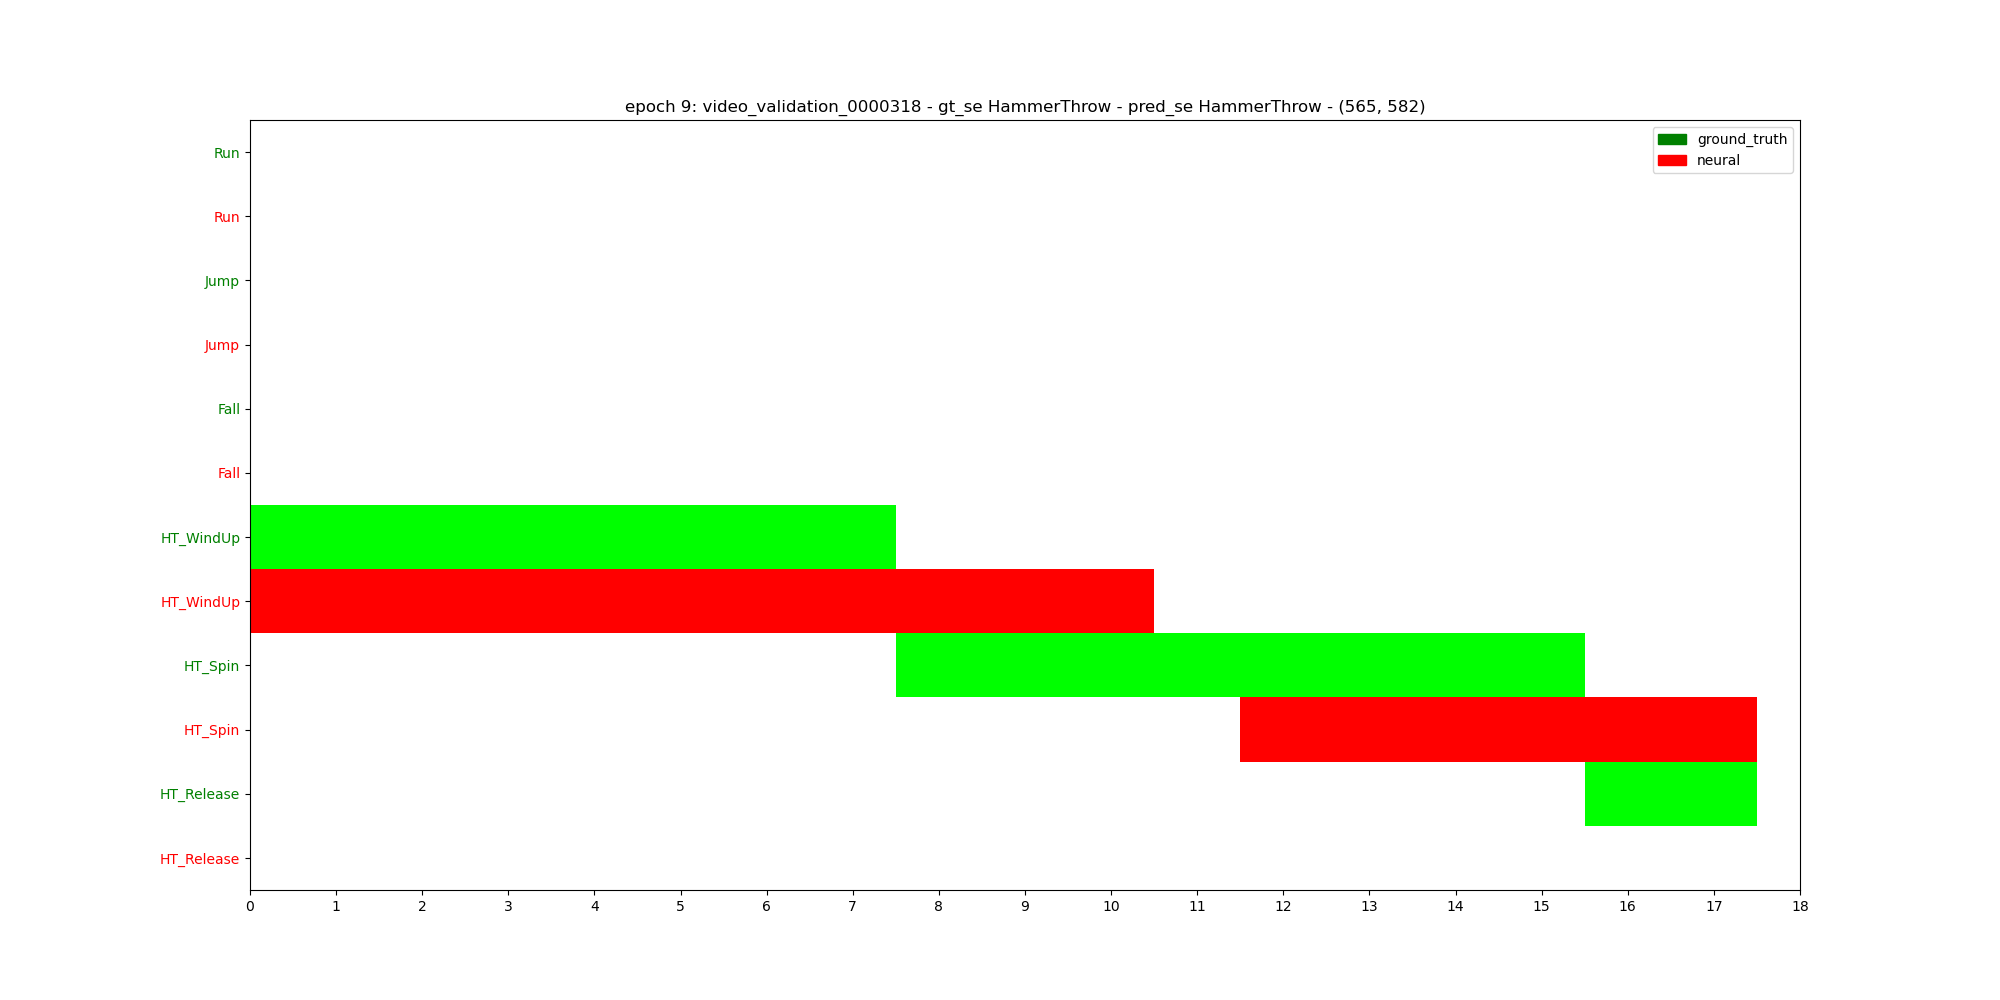 epoch 9: video_validation_0000318 - gt_se HammerThrow - pred_se HammerThrow - (565, 582)
ground_truth
neural
Run
Run
Jump
Jump
Fall
Fall
HT_WindUp
HT_WindUp
HT_Spin
HT_Spin
HT_Release
HT_Release
0 1 2 3 4 5 6 7 8 9 10 11 12 13 14 15 16 17 18